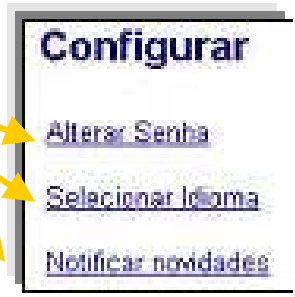 Configurar
Alterar Senha
Selecionar Idioma
Notificar novidades